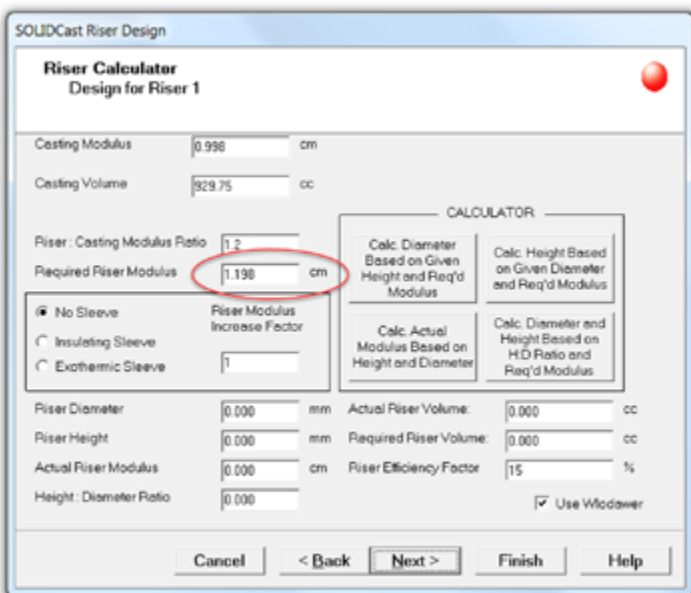 SOLIDCast Riser Design
Riser Calculator
Design for Riser 1
Casting Modulus 0.998 cm
Casting Volume 929.75 cc
Riser : Casting Modulus Ratio 1.2
Required Riser Modulus 1.198 cm
No Sleeve
Insulating Sleeve
Exothermic Sleeve
Riser Modulus
Increase Factor
1
CALCULATOR
Calc. Diameter
Based on Given
Height and Req'd
Modulus
Calc. Height Based
on Given Diameter
and Req'd Modulus
Calc. Actual
Modulus Based on
Height and Diameter
Calc. Diameter and
Height Based on
H:D Ratio and
Req'd Modulus
Riser Diameter 0.000 mm Actual Riser Volume: 0.000 cc
Riser Height 0.000 mm Required Riser Volume: 0.000 cc
Actual Riser Modulus 0.000 cm Riser Efficiency Factor 15 %
Height : Diameter Ratio 0.000
Use Wlodawer
Cancel < Back Next > Finish Help